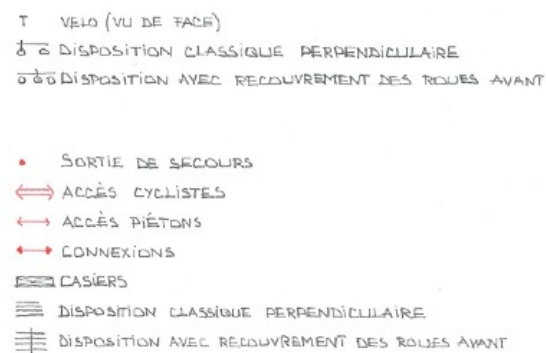 T VELO (VU DE FACE)
DISPOSITION CLASSIQUE PERPENDICULAIRE
DISPOSITION AVEC RECOUVREMENT DES ROUES AVANT
SORTIE DE SECOURS
ACCÈS CYCLISTES
ACCÈS PIÉTONS
CONNEXIONS
CASIERS
DISPOSITION CLASSIQUE PERPENDICULAIRE
DISPOSITION AVEC RECOUVREMENT DES ROUES AVANT